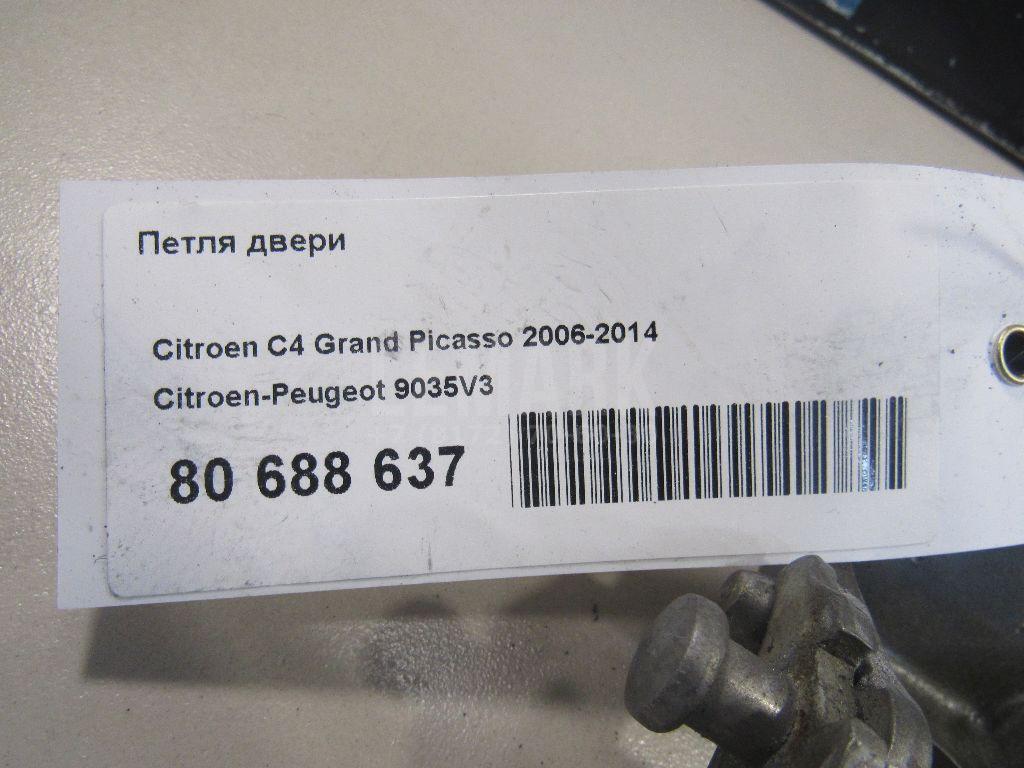 Петля двери
Citroen C4 Grand Picasso 2006-2014
Citroen-Peugeot 9035V3
80 688 637